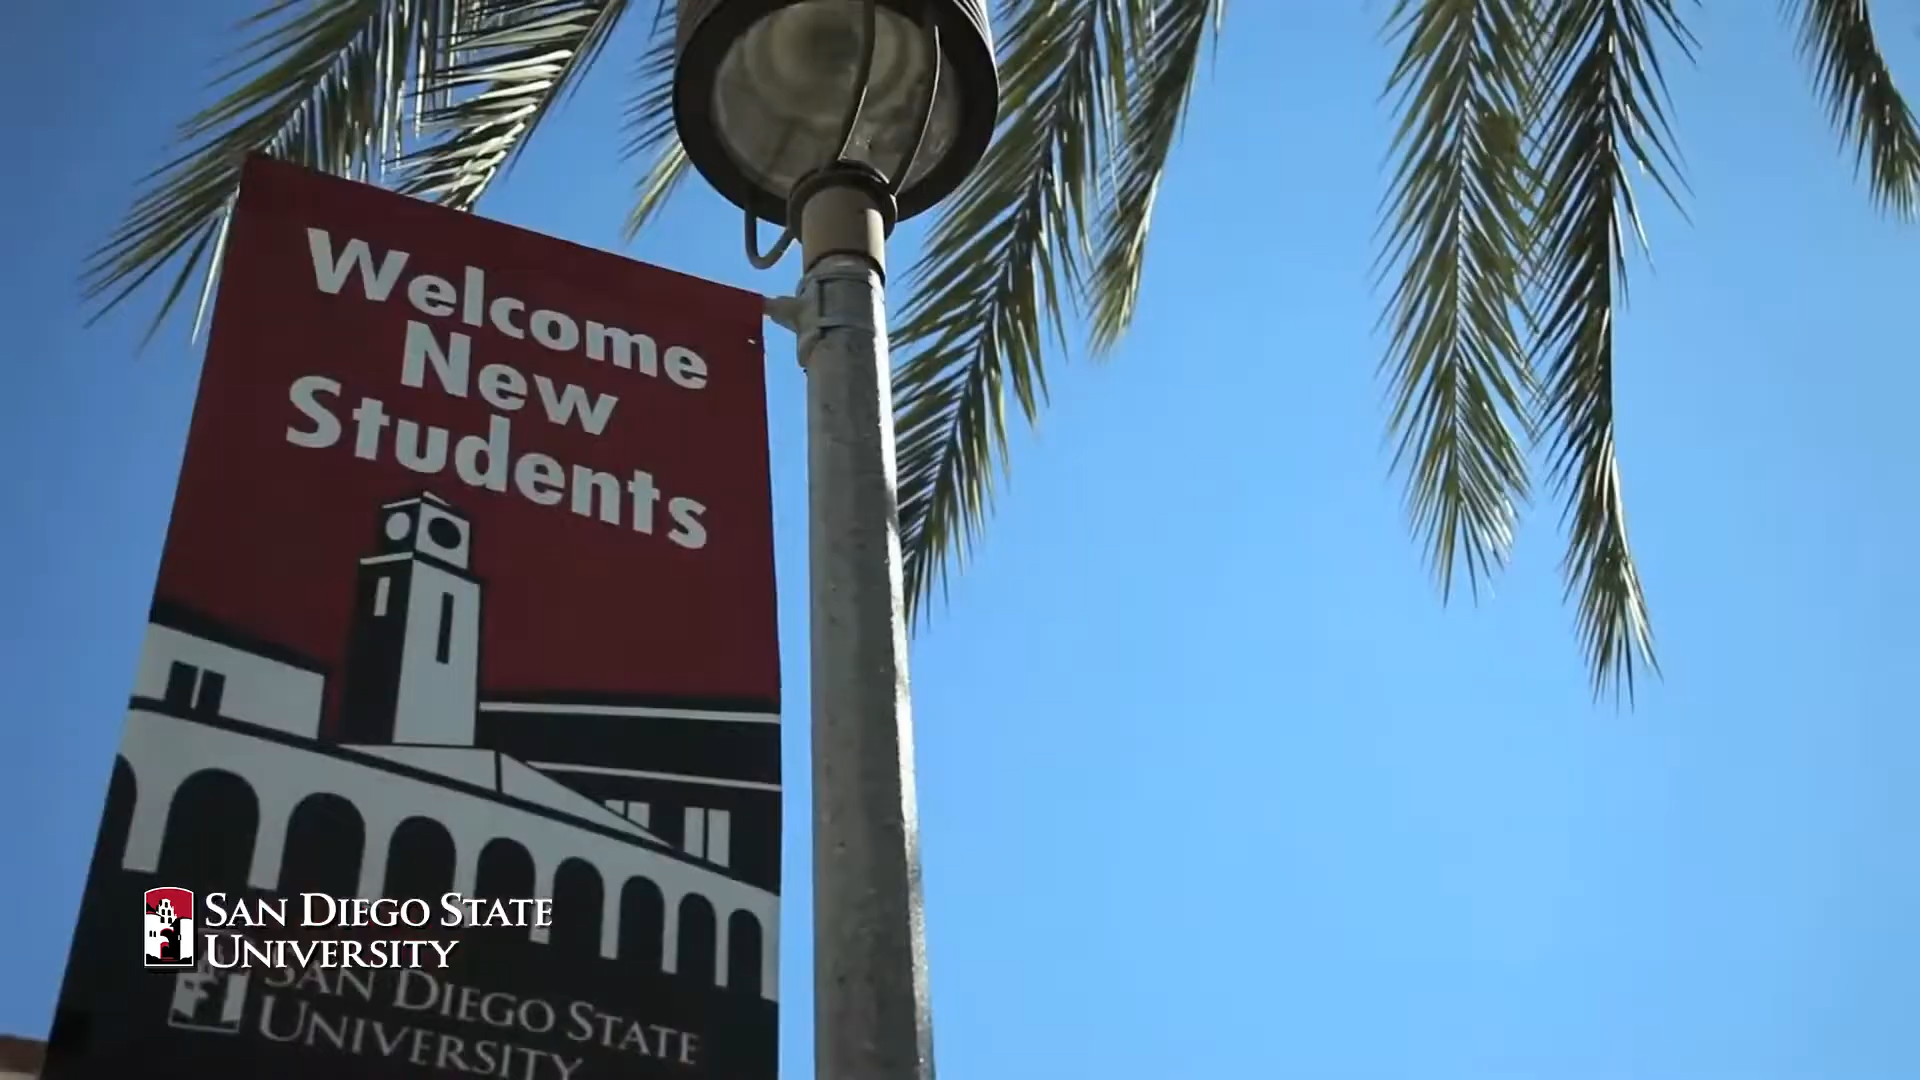 Welcome
New
Students
SAN DIEGO STATE
UNIVERSITY
SAN DIEGO STATE
UNIVERSITY